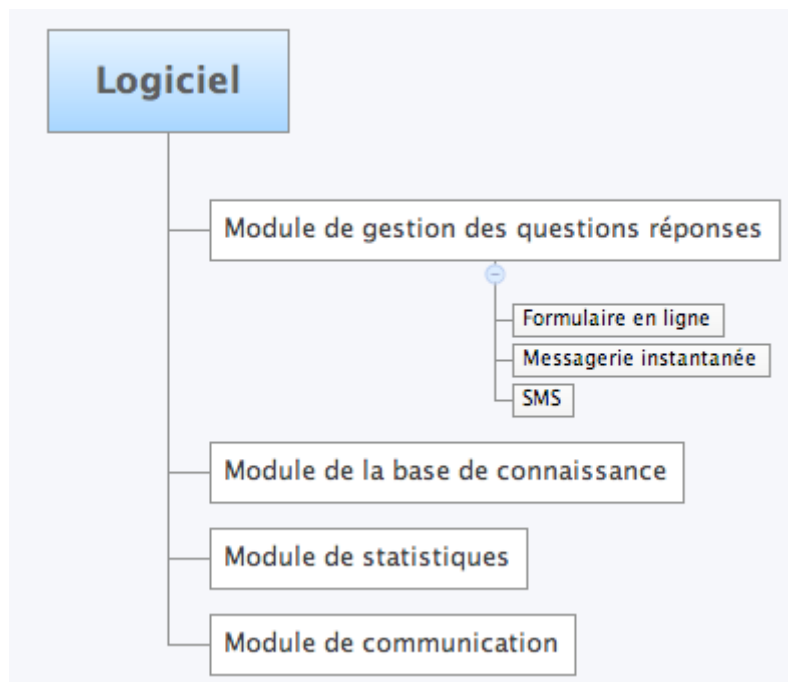 Logiciel
Module de gestion des questions réponses
Formulaire en ligne
Messagerie instantanée
SMS
Module de la base de connaissance
Module de statistiques
Module de communication